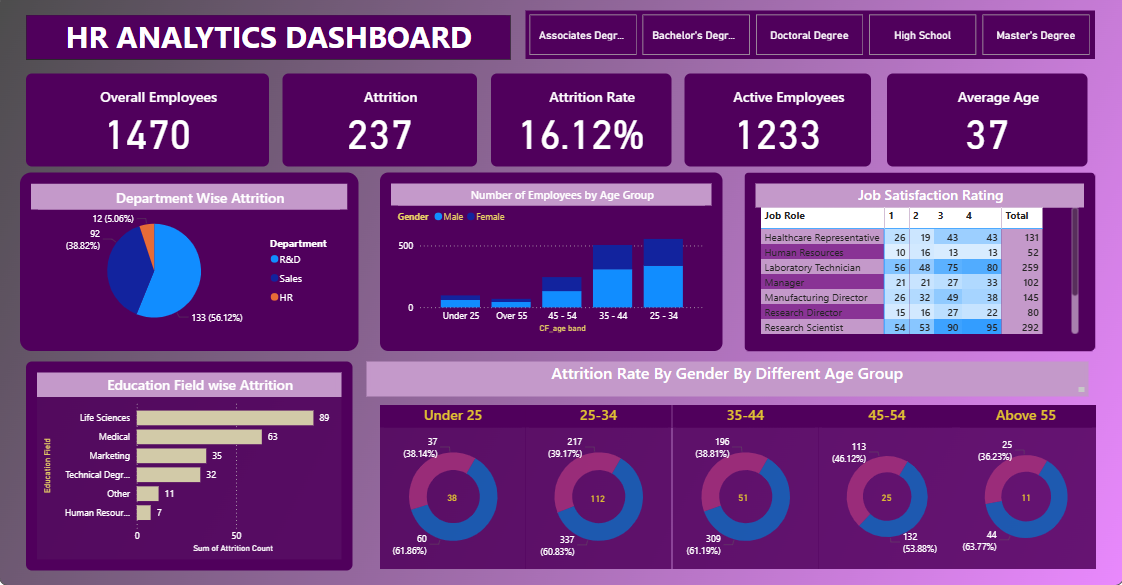 HR ANALYTICS DASHBOARD
Associates Degr...
Bachelor's Degr...
Doctoral Degree
High School
Master's Degree
Overall Employees
1470
Attrition
237
Attrition Rate
16.12%
Active Employees
1233
Average Age
37
Department Wise Attrition
12 (5.06%)
92
(38.82%)
133 (56.12%)
Department
R&D
Sales
HR
Number of Employees by Age Group
Gender Male Female
500
0
Under 25 Over 55 45 - 54 35 - 44 25 - 34
CF_age band
Job Satisfaction Rating
Job Role 1 2 3 4 Total
Healthcare Representative 26 19 43 43 131
Human Resources 10 16 13 13 52
Laboratory Technician 56 48 75 80 259
Manager 21 21 27 33 102
Manufacturing Director 26 32 49 38 145
Research Director 15 16 27 22 80
Research Scientist 54 53 90 95 292
Education Field wise Attrition
Education Field
Life Sciences 89
Medical 63
Marketing 35
Technical Degr... 32
Other 11
Human Resour... 7
0 50
Sum of Attrition Count
Attrition Rate By Gender By Different Age Group
Under 25
37
(38.14%)
38
60
(61.86%)
25-34
217
(39.17%)
112
337
(60.83%)
35-44
196
(38.81%)
51
309
(61.19%)
45-54
113
(46.12%)
25
132
(53.88%)
Above 55
25
(36.23%)
11
44
(63.77%)